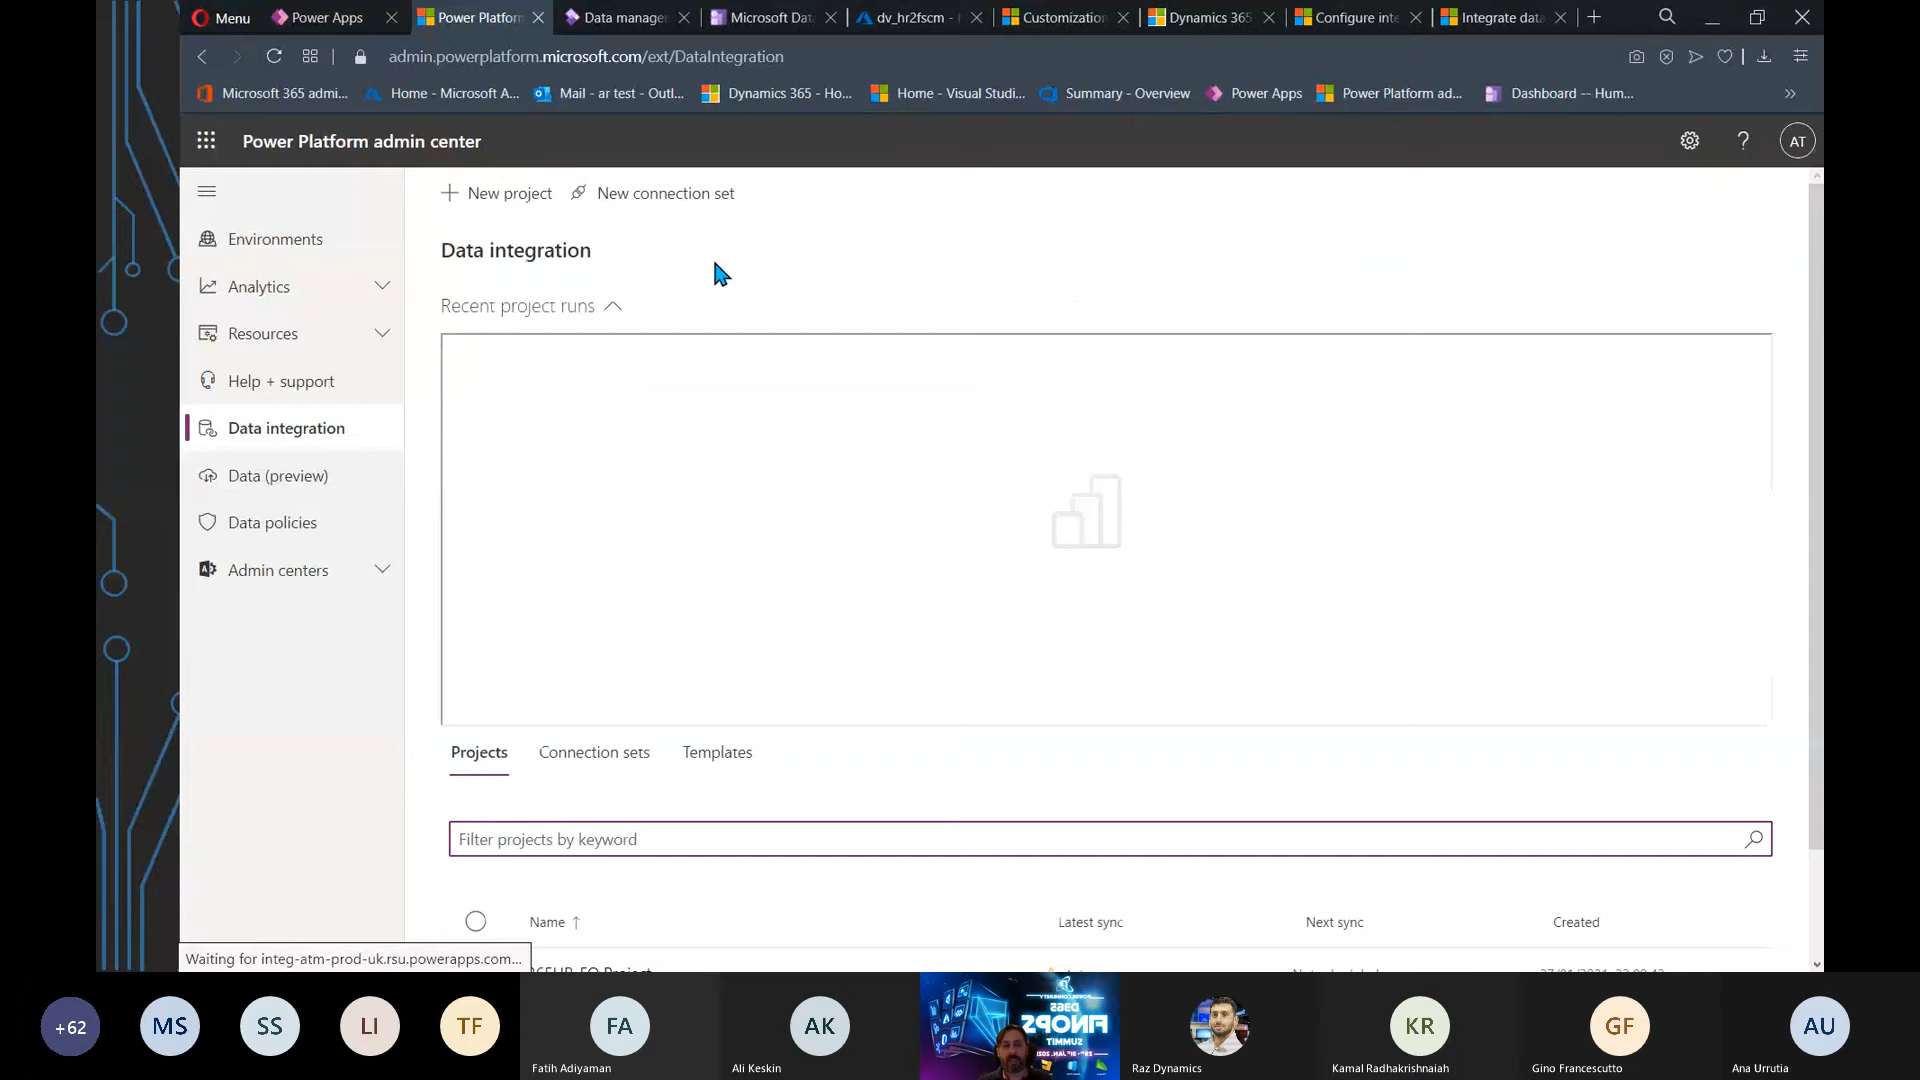 Menu
Power Apps
Power Platform
Data manage
Microsoft Dat
dv_hr2fscm -
Customization
Dynamics 365
Configure inte
Integrate data
admin.powerplatform.microsoft.com/ext/DataIntegration
Microsoft 365 admi...
Home - Microsoft A...
Mail - ar test - Outl...
Dynamics 365 - Ho...
Home - Visual Studi...
Summary - Overview
Power Apps
Power Platform ad...
Dashboard -- Hum...
Power Platform admin center
AT
New project
New connection set
Environments
Analytics
Resources
Help + support
Data integration
Data (preview)
Data policies
Admin centers
Data integration
Recent project runs
Projects
Connection sets
Templates
Filter projects by keyword
Name
Latest sync
Next sync
Created
Waiting for integ-atm-prod-uk.rsu.powerapps.com...
+62
MS
SS
LI
TF
FA
Fatih Adiyaman
AK
Ali Keskin
D365
FINOPS
SUMMIT
Raz Dynamics
KR
Kamal Radhakrishnaiah
GF
Gino Francescutto
AU
Ana Urrutia